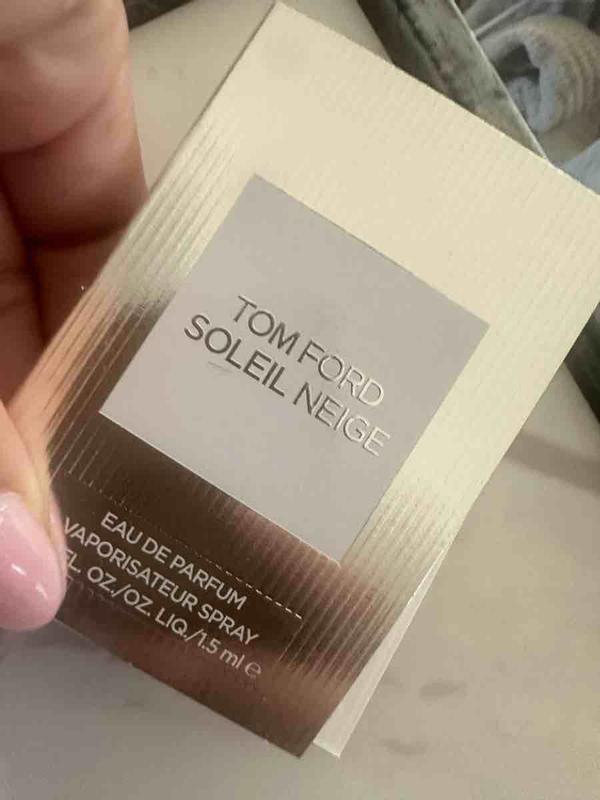 TOM FORD
SOLEIL NEIGE
EAU DE PARFUM
VAPORISATEUR SPRAY
FL. OZ./OZ. LIQ./1.5 ml ℮